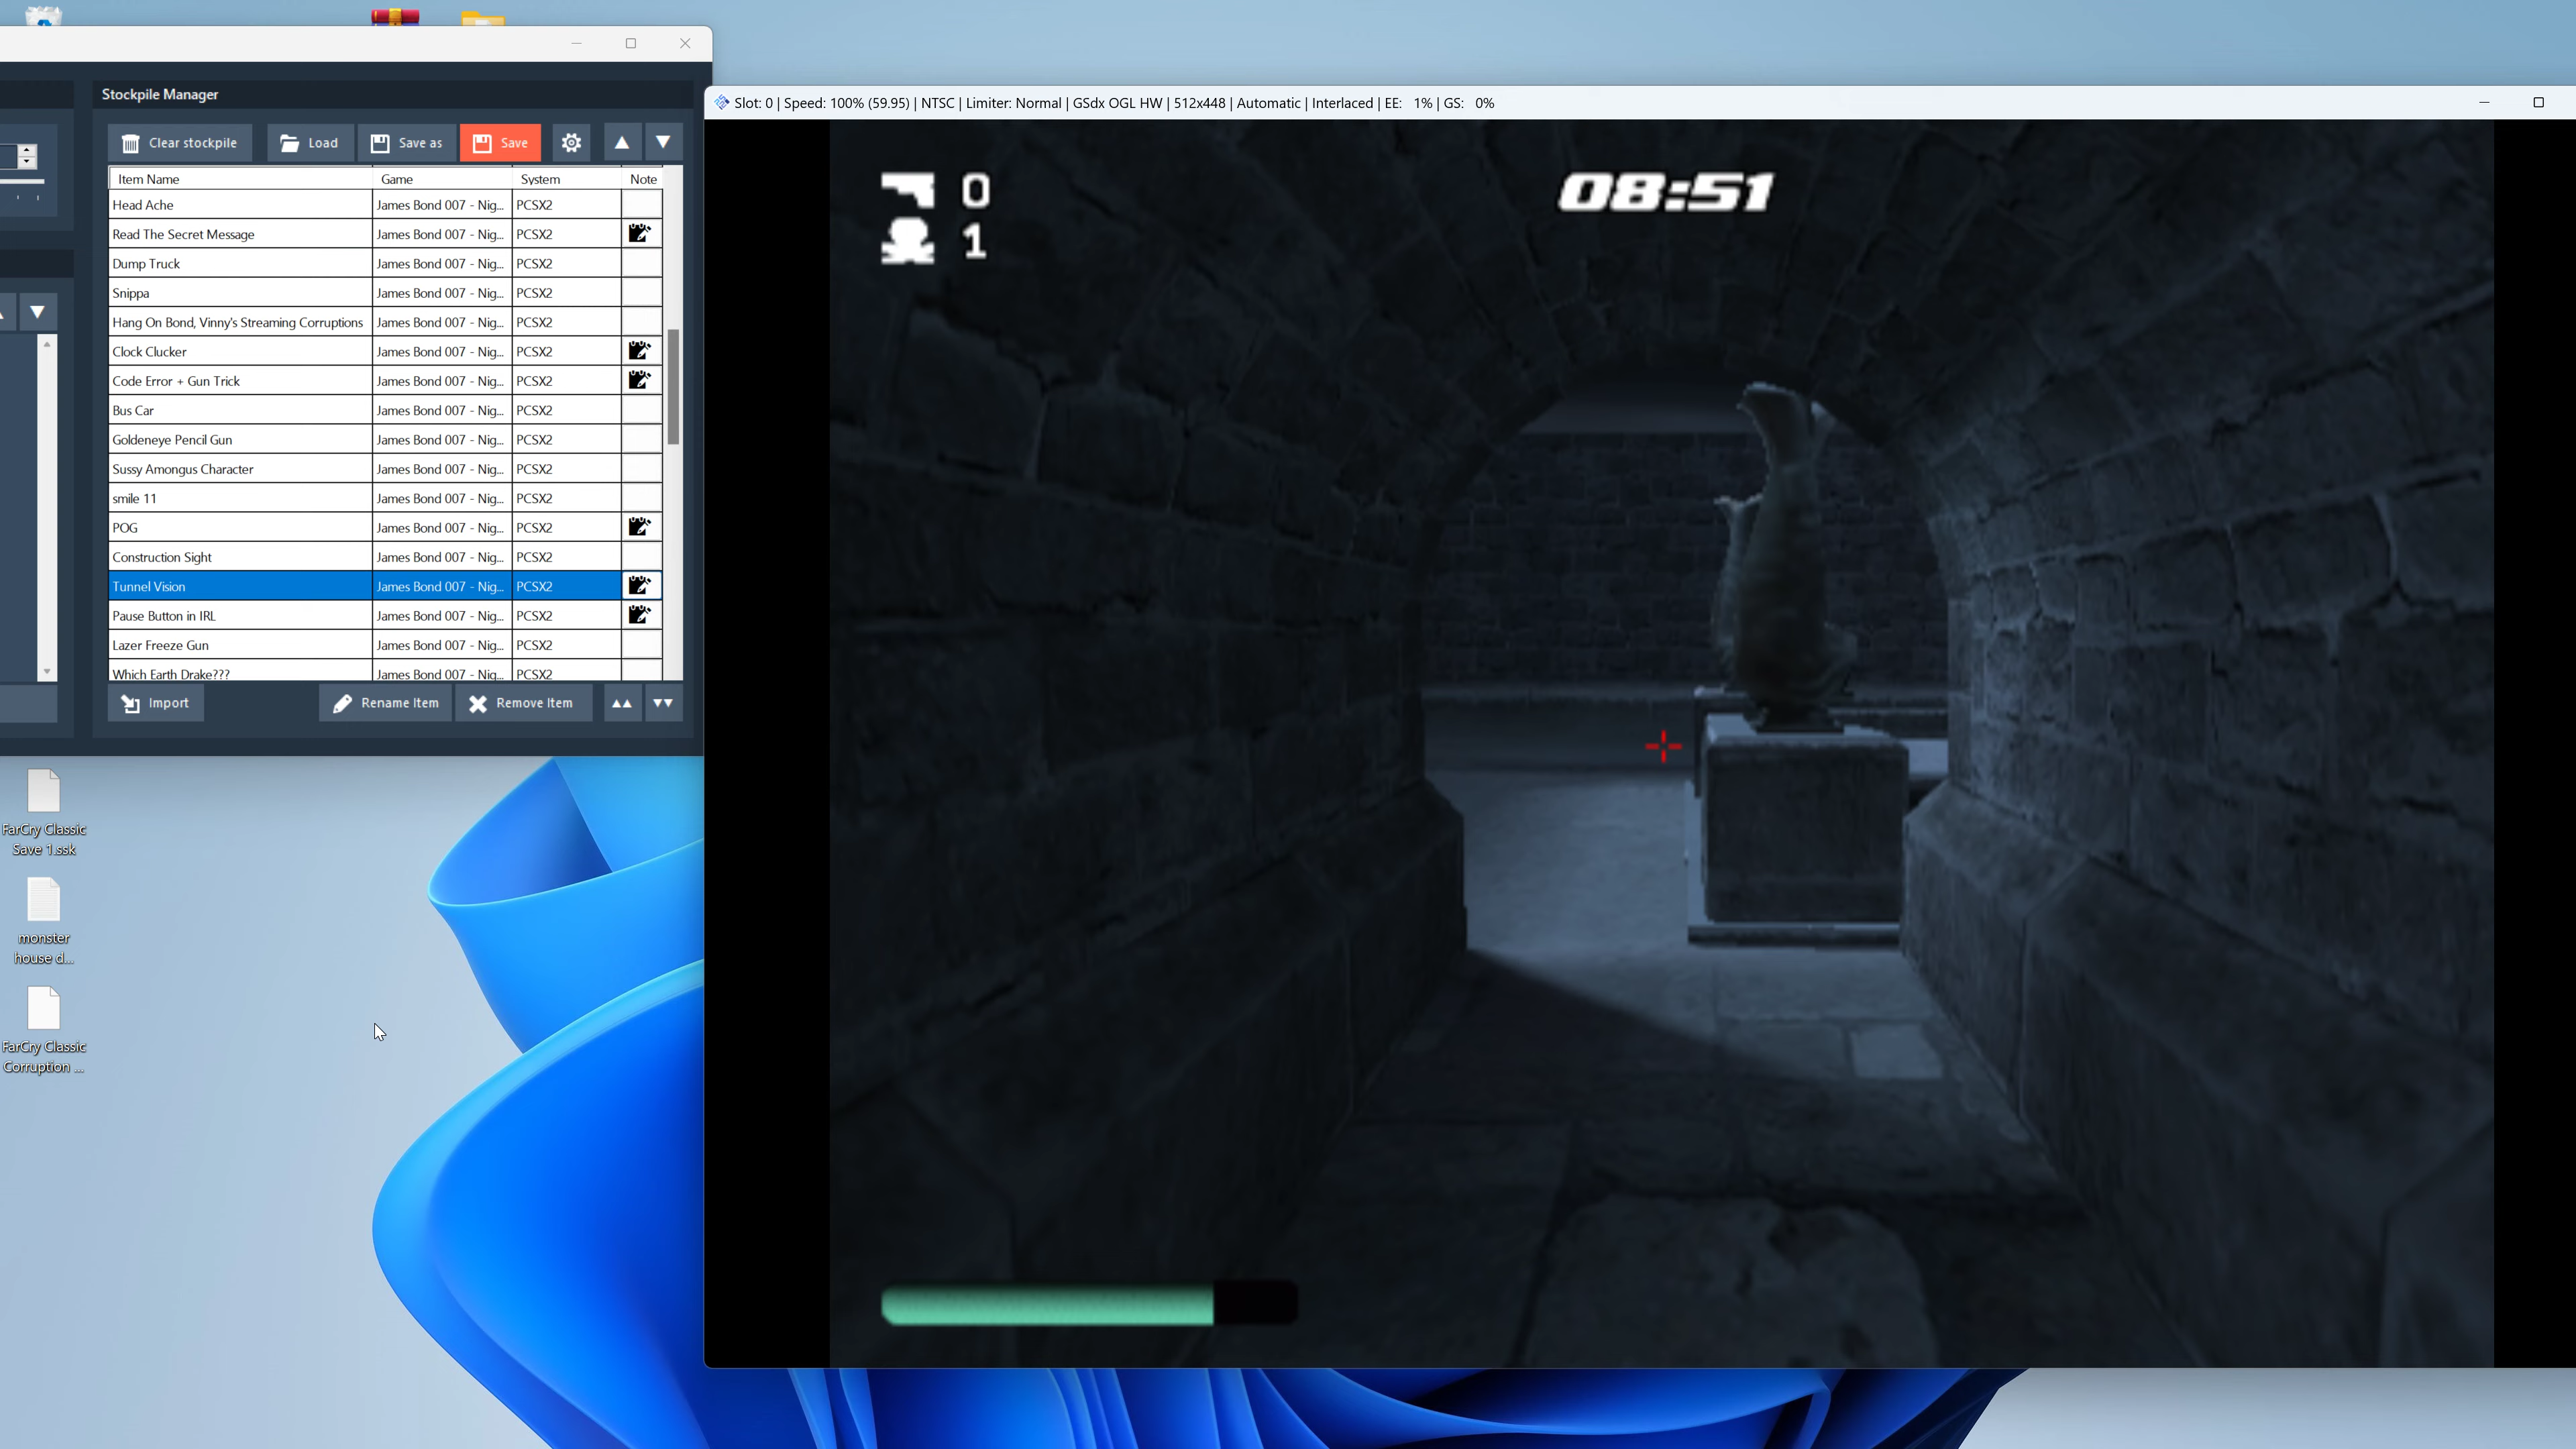 Stockpile Manager
Clear stockpile Load Save as Save
Item Name Game System Note
Head Ache James Bond 007 - Nig... PCSX2
Read The Secret Message James Bond 007 - Nig... PCSX2
Dump Truck James Bond 007 - Nig... PCSX2
Snippa James Bond 007 - Nig... PCSX2
Hang On Bond, Vinny's Streaming Corruptions James Bond 007 - Nig... PCSX2
Clock Clucker James Bond 007 - Nig... PCSX2
Code Error + Gun Trick James Bond 007 - Nig... PCSX2
Bus Car James Bond 007 - Nig... PCSX2
Goldeneye Pencil Gun James Bond 007 - Nig... PCSX2
Sussy Amongus Character James Bond 007 - Nig... PCSX2
smile 11 James Bond 007 - Nig... PCSX2
POG James Bond 007 - Nig... PCSX2
Construction Sight James Bond 007 - Nig... PCSX2
Tunnel Vision James Bond 007 - Nig... PCSX2
Pause Button in IRL James Bond 007 - Nig... PCSX2
Lazer Freeze Gun James Bond 007 - Nig... PCSX2
Which Earth Drake??? James Bond 007 - Nig... PCSX2
Import Rename Item Remove Item
FarCry Classic
Save 1.ssk
monster
house d...
FarCry Classic
Corruption ...
Slot: 0 | Speed: 100% (59.95) | NTSC | Limiter: Normal | GSdx OGL HW | 512x448 | Automatic | Interlaced | EE: 1% | GS: 0%
0
1
08:51